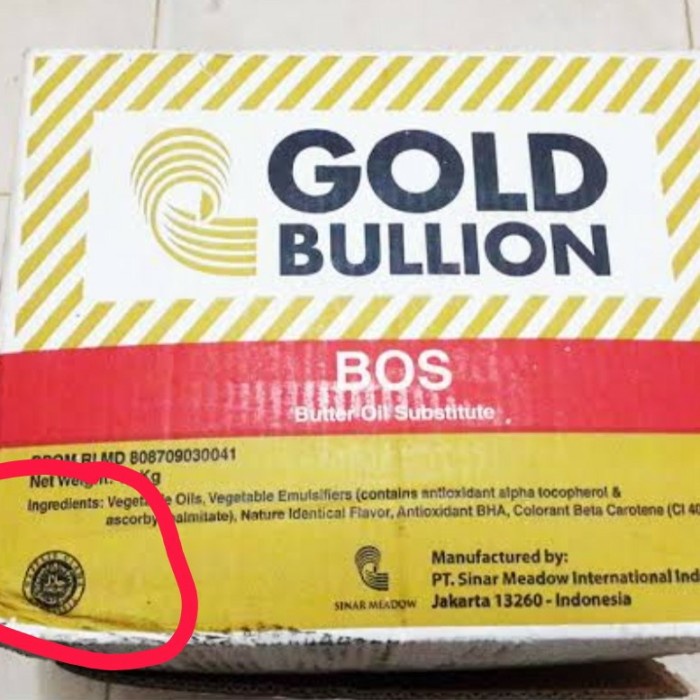 GOLD
BULLION
BOS
Butter Oil Substitute
BPOM RI MD 808709030041
Net Weight: Kg
Ingredients: Vegetable Oils, Vegetable Emulsifiers (contains antioxidant alpha tocopherol &
ascorbyl palmitate), Nature Identical Flavor, Antioxidant BHA, Colorant Beta Carotene (CI 40
SINAR MEADOW
Manufactured by:
PT. Sinar Meadow International Ind
Jakarta 13260 - Indonesia